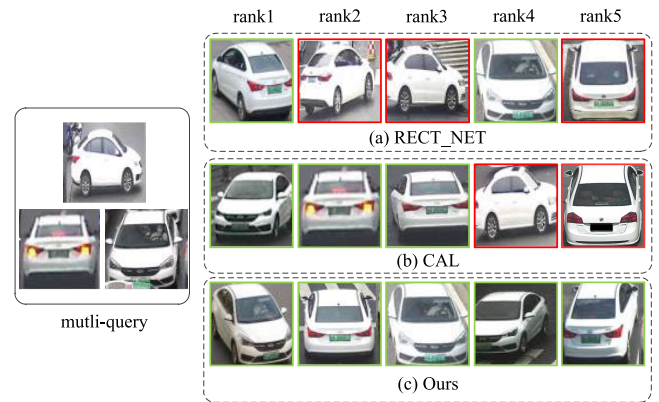 rank1 rank2 rank3 rank4 rank5
(a) RECT_NET
(b) CAL
mutli-query
(c) Ours